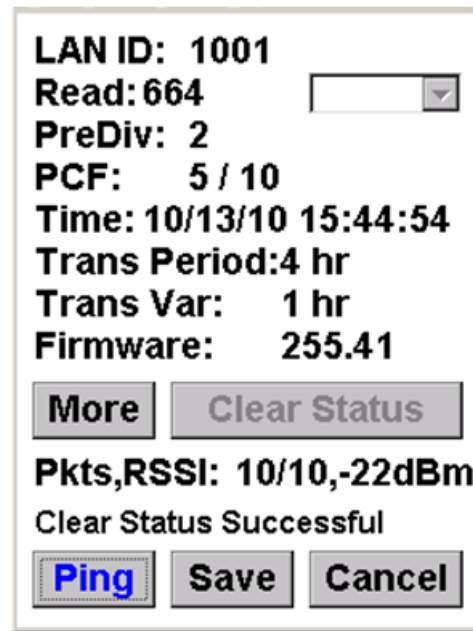 LAN ID: 1001
Read: 664
PreDiv: 2
PCF: 5 / 10
Time: 10/13/10 15:44:54
Trans Period:4 hr
Trans Var: 1 hr
Firmware: 255.41
More Clear Status
Pkts,RSSI: 10/10,-22dBm
Clear Status Successful
Ping Save Cancel